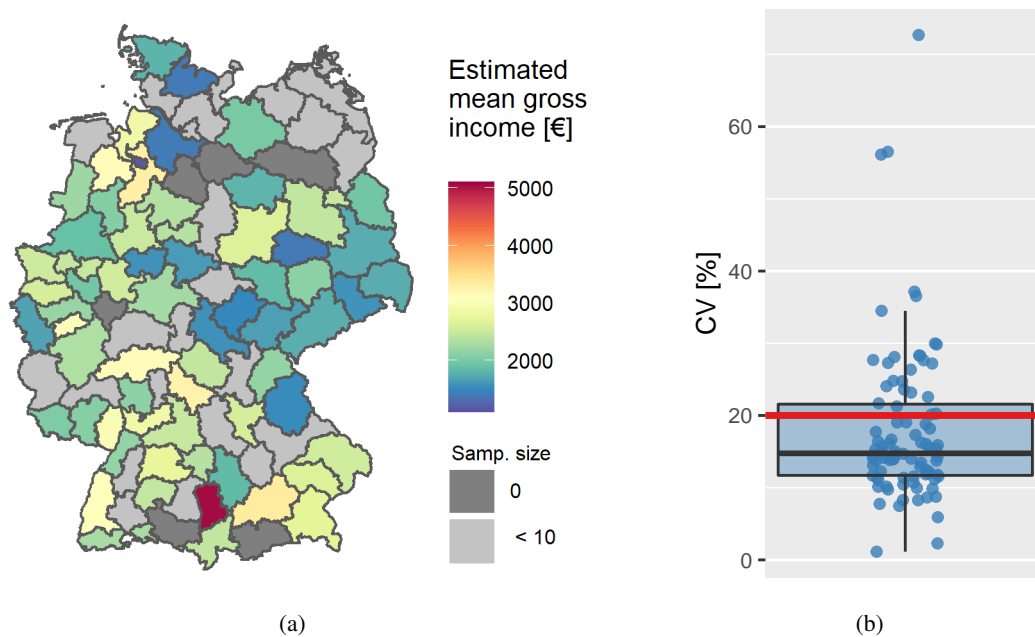 Estimated
mean gross
income [€]
5000
4000
3000
2000
Samp. size
0
< 10
(a)
CV [%]
60
40
20
0
(b)